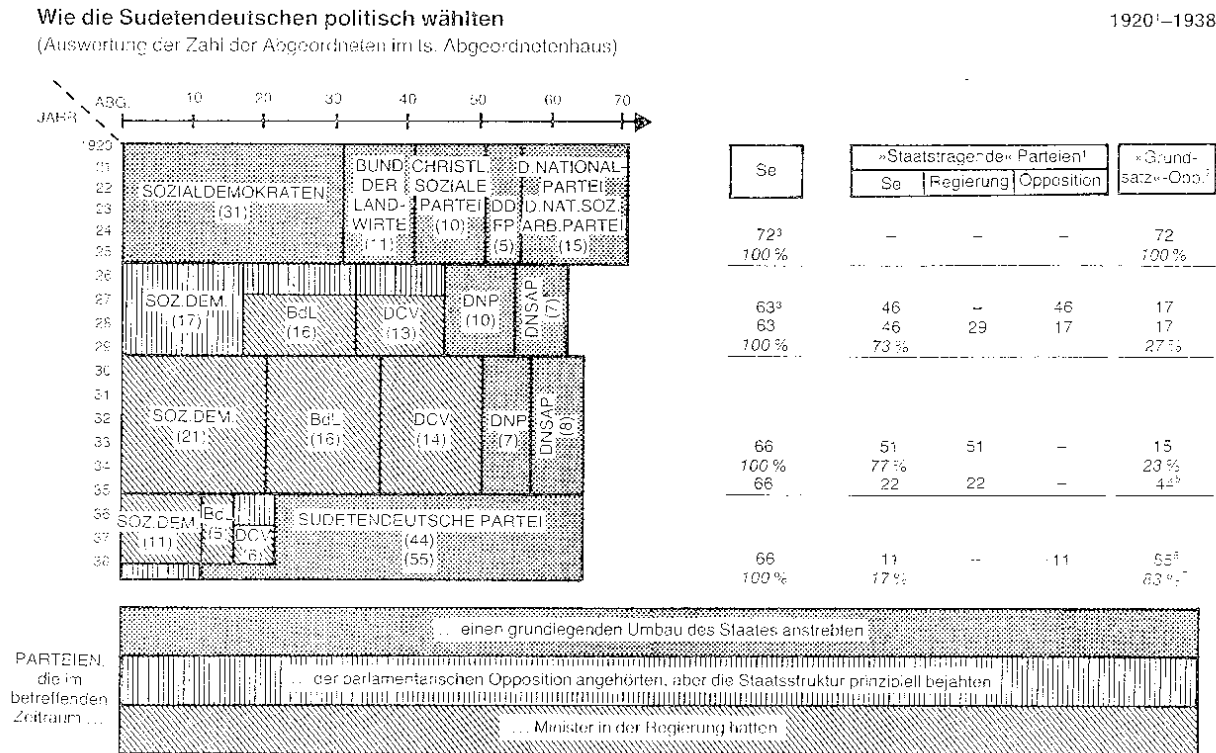 Wie die Sudetendeutschen politisch wählten
1920¹–1938
(Auswertung der Zahl der Abgeordneten im ts. Abgeordnetenhaus)
JAHR ABG. 10 20 30 40 50 60 70
1920
21
22
23
24
25
26
27
28
29
30
31
32
33
34
35
36
37
38
SOZIALDEMOKRATEN
(31)
BUND
DER
LAND-
WIRTE
(11)
CHRISTL.
SOZIALE
PARTEI
(10)
DD
FP
(5)
D.NATIONAL-
PARTEI
D.NAT.SOZ.
ARB.PARTEI
(15)
SOZ.DEM.
(17)
BdL
(16)
DCV
(13)
DNP
(10)
DNSAP
(7)
SOZ.DEM.
(21)
BdL
(16)
DCV
(14)
DNP
(7)
DNSAP
(8)
SOZ.DEM.
(11)
(5
DCV
(6)
SUDETENDEUTSCHE PARTEI
(44)
(55)
Se
»Staatstragende« Parteien¹
Se Regierung Opposition
»Grund-
satz«-Opp.²
72³ – – – 72
100 % 100 %
63³ 46 – 46 17
63 46 29 17 17
100 % 73 % 27 %
66 51 51 – 15
100 % 77 % 23 %
66 22 22 – 44⁵
66 11 – 11
100 % 17 % 83 %
PARTEIEN,
die im
betreffenden
Zeitraum ...
... einen grundlegenden Umbau des Staates anstrebten
... der parlamentarischen Opposition angehörten, aber die Staatsstruktur prinzipiell bejahten
... Minister in der Regierung hatten